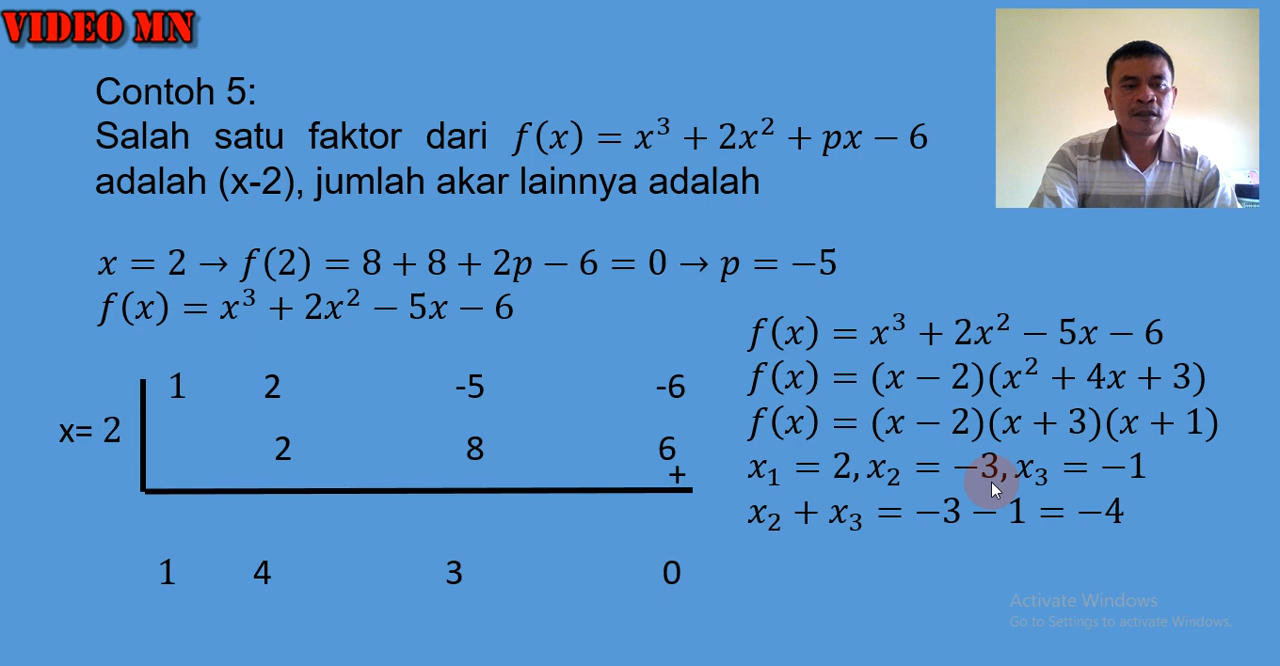 VIDEO MN
Contoh 5:
Salah satu faktor dari f(x) = x³ + 2x² + px − 6
adalah (x-2), jumlah akar lainnya adalah
x = 2 → f(2) = 8 + 8 + 2p − 6 = 0 → p = −5
f(x) = x³ + 2x² − 5x − 6
1 2 -5 -6
x= 2
2 8 6
+
1 4 3 0
f(x) = x³ + 2x² − 5x − 6
f(x) = (x − 2)(x² + 4x + 3)
f(x) = (x − 2)(x + 3)(x + 1)
x₁ = 2, x₂ = −3, x₃ = −1
x₂ + x₃ = −3 − 1 = −4
Activate Windows
Go to Settings to activate Windows.